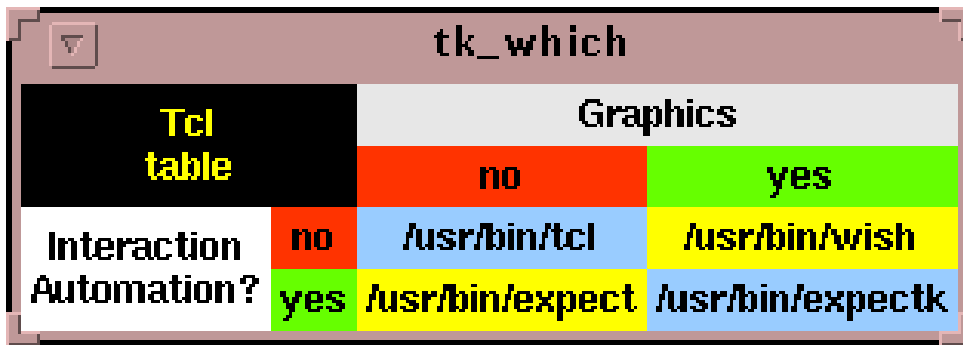 tk_which
Tcl
table
Graphics
no yes
Interaction
Automation?
no /usr/bin/tcl /usr/bin/wish
yes /usr/bin/expect /usr/bin/expectk